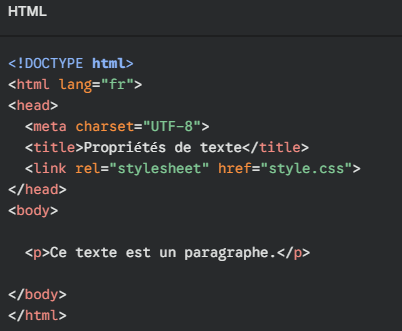 HTML
<!DOCTYPE html>
<html lang="fr">
<head>
  <meta charset="UTF-8">
  <title>Propriétés de texte</title>
  <link rel="stylesheet" href="style.css">
</head>
<body>
  <p>Ce texte est un paragraphe.</p>
</body>
</html>